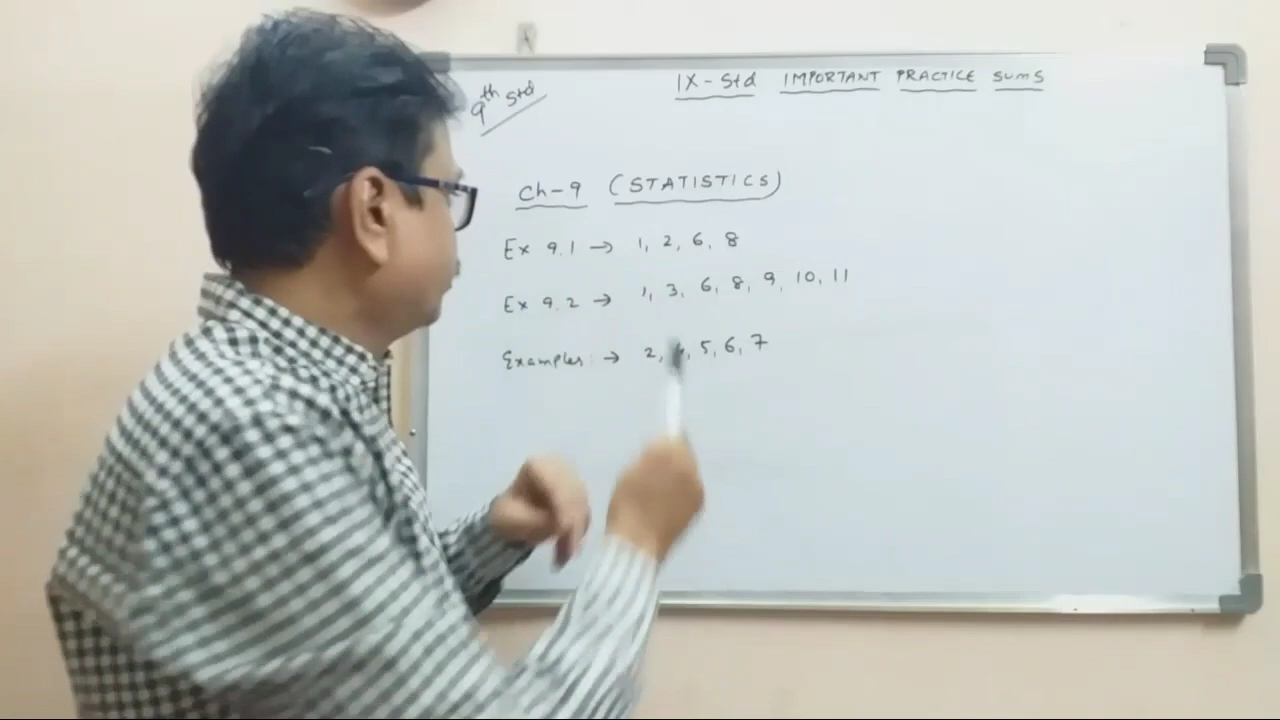 9th Std
IX - Std IMPORTANT PRACTICE SUMS
Ch-9 (STATISTICS)
Ex 9.1 → 1, 2, 6, 8
Ex 9.2 → 1, 3, 6, 8, 9, 10, 11
Examples: → 2, 5, 6, 7